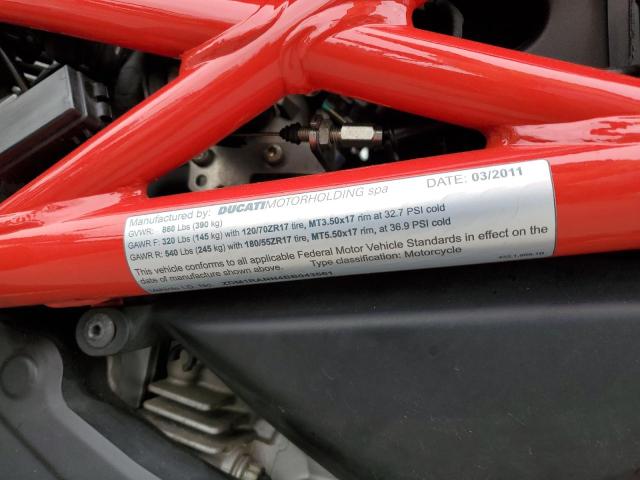 Manufactured by: DUCATIMOTORHOLDING spa DATE: 03/2011
GVWR: 860 Lbs (390 kg)
GAWR F: 320 Lbs (145 kg) with 120/70ZR17 tire, MT3.50x17 rim at 32.7 PSI cold
GAWR R: 540 Lbs (245 kg) with 180/55ZR17 tire, MT5.50x17 rim at 36.9 PSI cold
This vehicle conforms to all applicable Federal Motor Vehicle Standards in effect on the
date of manufacture shown above. Type classification: Motorcycle
Vehicle I.D. No.